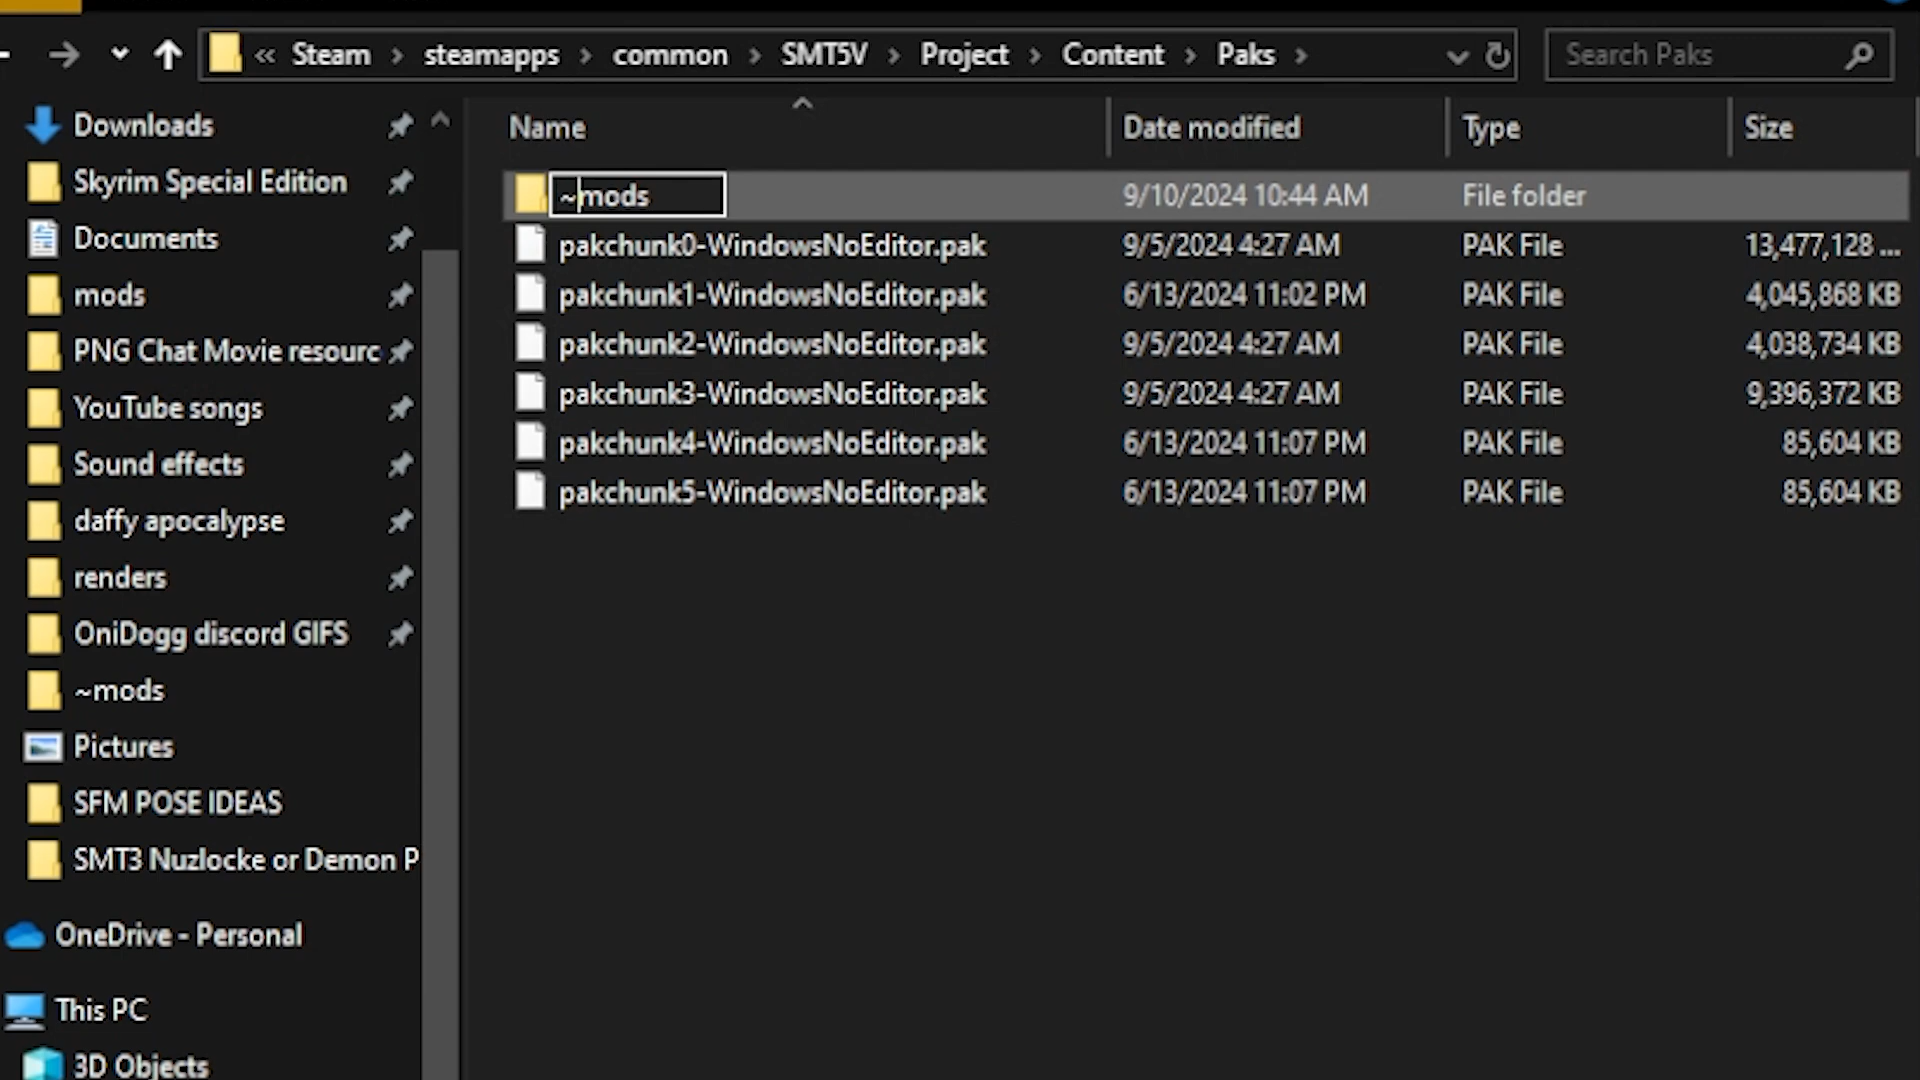 « Steam > steamapps > common > SMT5V > Project > Content > Paks >
Search Paks
Downloads
Skyrim Special Edition
Documents
mods
PNG Chat Movie resourc
YouTube songs
Sound effects
daffy apocalypse
renders
OniDogg discord GIFS
~mods
Pictures
SFM POSE IDEAS
SMT3 Nuzlocke or Demon P
OneDrive - Personal
This PC
3D Objects
Name Date modified Type Size
~mods 9/10/2024 10:44 AM File folder
pakchunk0-WindowsNoEditor.pak 9/5/2024 4:27 AM PAK File 13,477,128 ...
pakchunk1-WindowsNoEditor.pak 6/13/2024 11:02 PM PAK File 4,045,868 KB
pakchunk2-WindowsNoEditor.pak 9/5/2024 4:27 AM PAK File 4,038,734 KB
pakchunk3-WindowsNoEditor.pak 9/5/2024 4:27 AM PAK File 9,396,372 KB
pakchunk4-WindowsNoEditor.pak 6/13/2024 11:07 PM PAK File 85,604 KB
pakchunk5-WindowsNoEditor.pak 6/13/2024 11:07 PM PAK File 85,604 KB